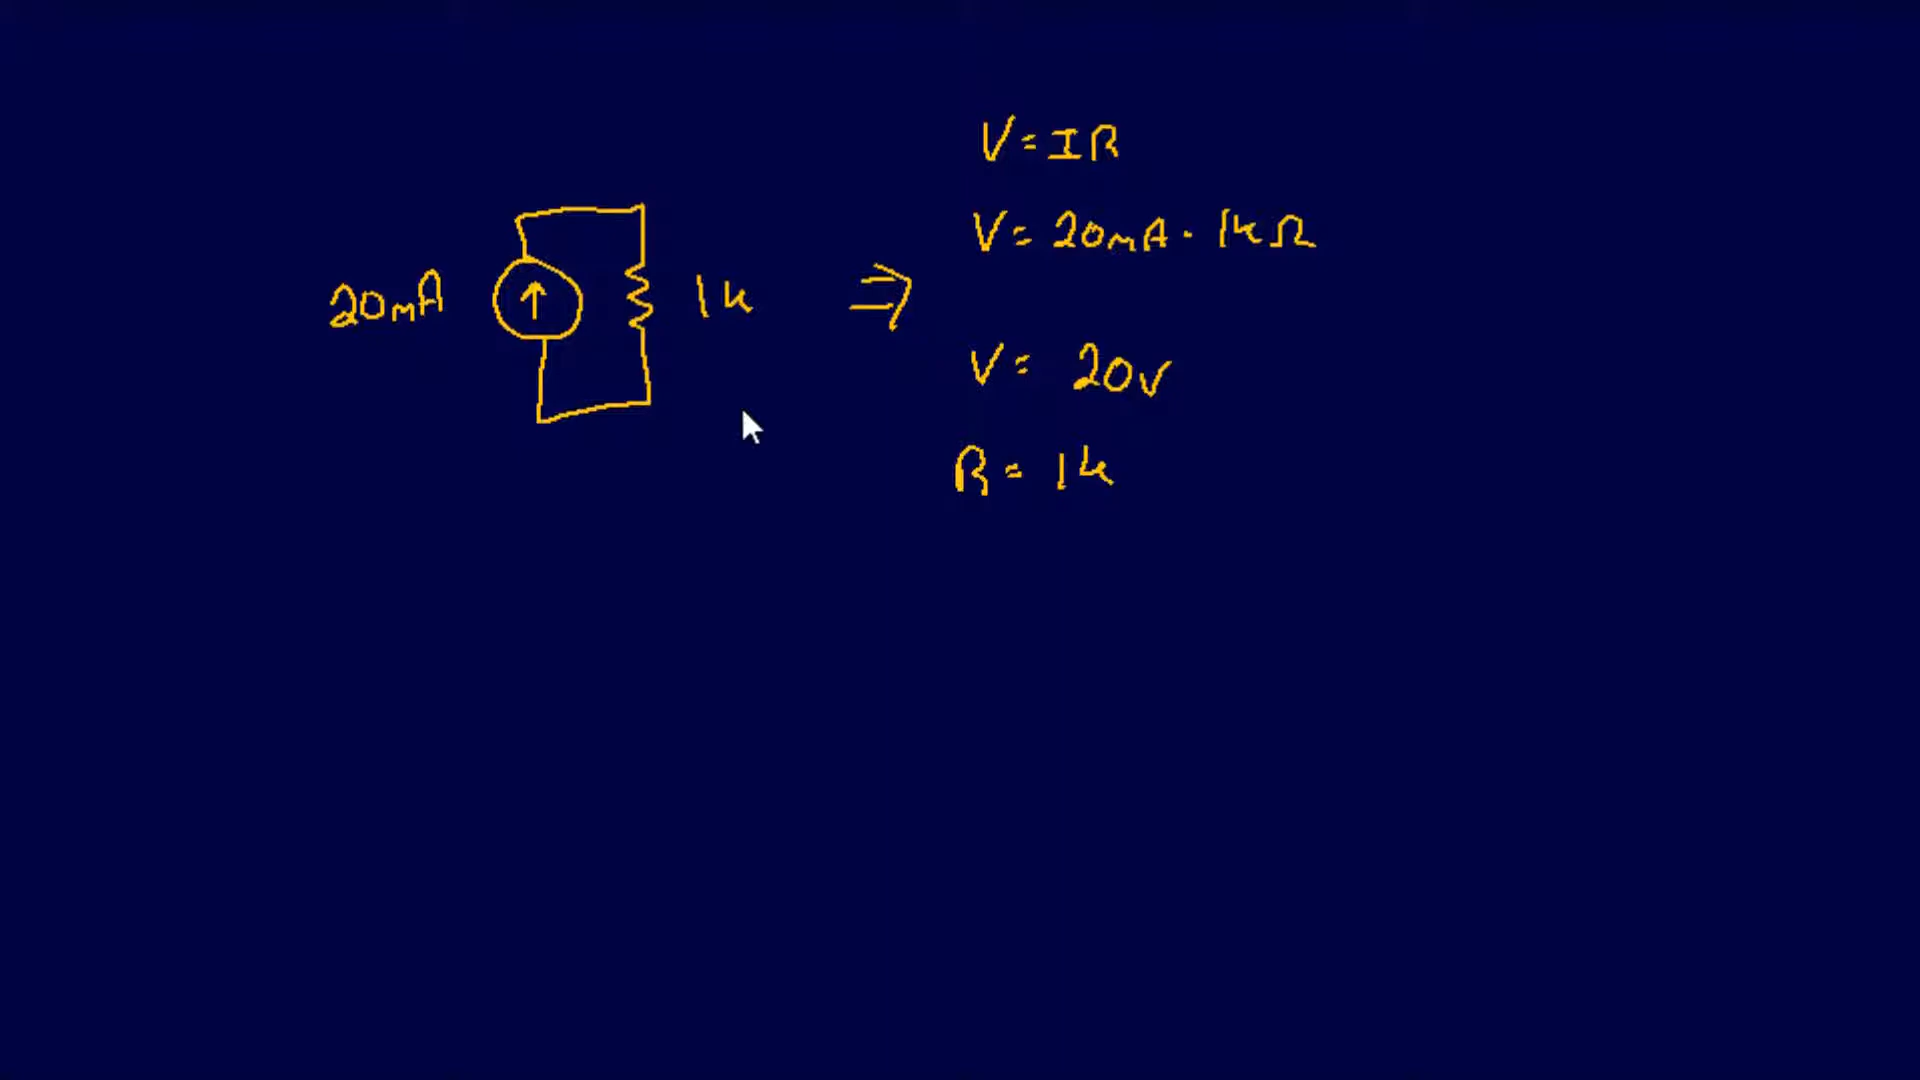 20mA
1k
V=IR
V= 20mA · 1kΩ
V= 20V
R= 1k